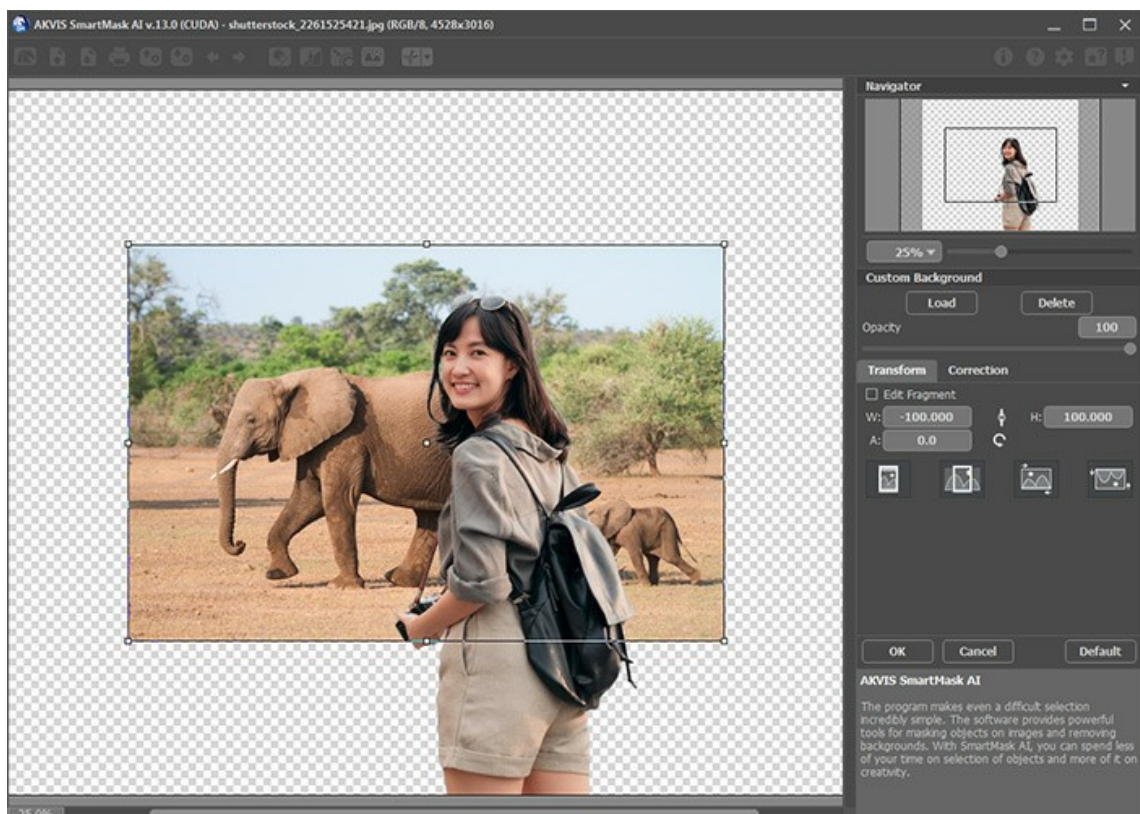 AKVIS SmartMask AI v.13.0 (CUDA) - shutterstock_2261525421.jpg (RGB/8, 4528x3016)
Navigator
25%
Custom Background
Load Delete
Opacity 100
Transform Correction
Edit Fragment
W: -100.000 H: 100.000
A: 0.0
OK Cancel Default
AKVIS SmartMask AI
The program makes even a difficult selection
incredibly simple. The software provides powerful
tools for masking objects on images and removing
backgrounds. With SmartMask AI, you can spend less
of your time on selection of objects and more of it on
creativity.